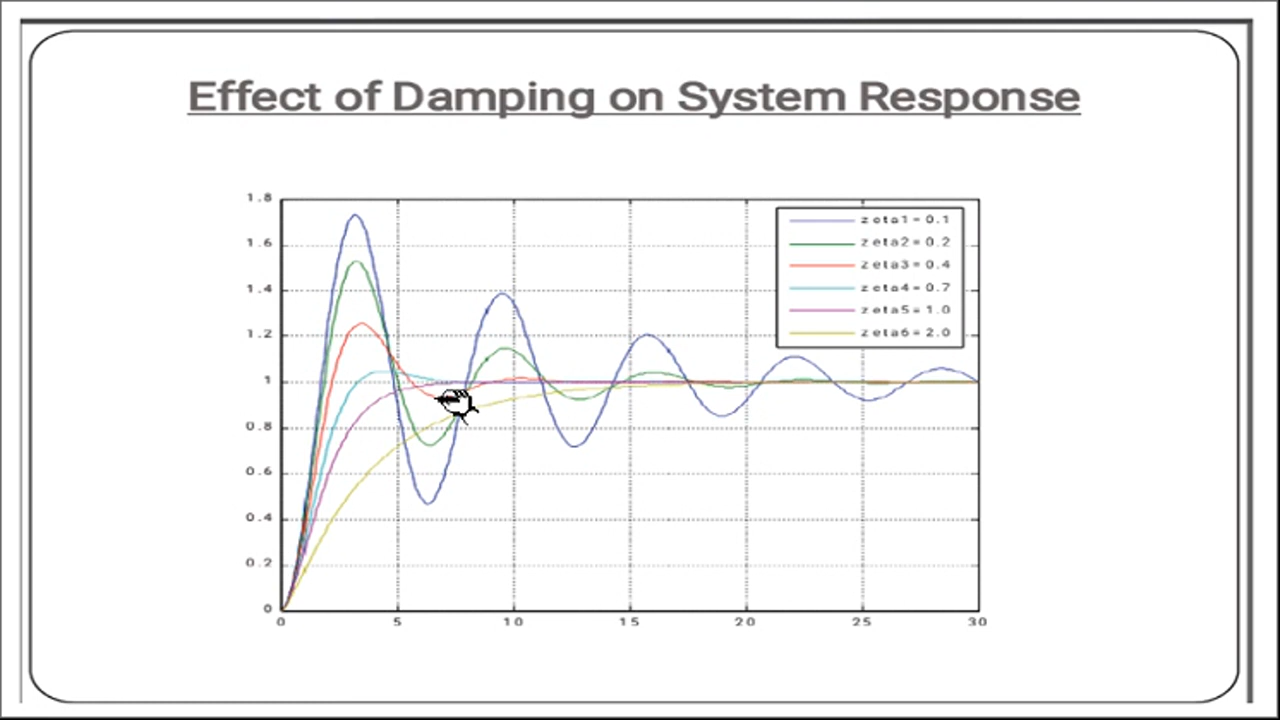 Effect of Damping on System Response
1.8
1.6
1.4
1.2
1
0.8
0.6
0.4
0.2
0
0 5 10 15 20 25 30
zeta1=0.1
zeta2=0.2
zeta3=0.4
zeta4=0.7
zeta5=1.0
zeta6=2.0